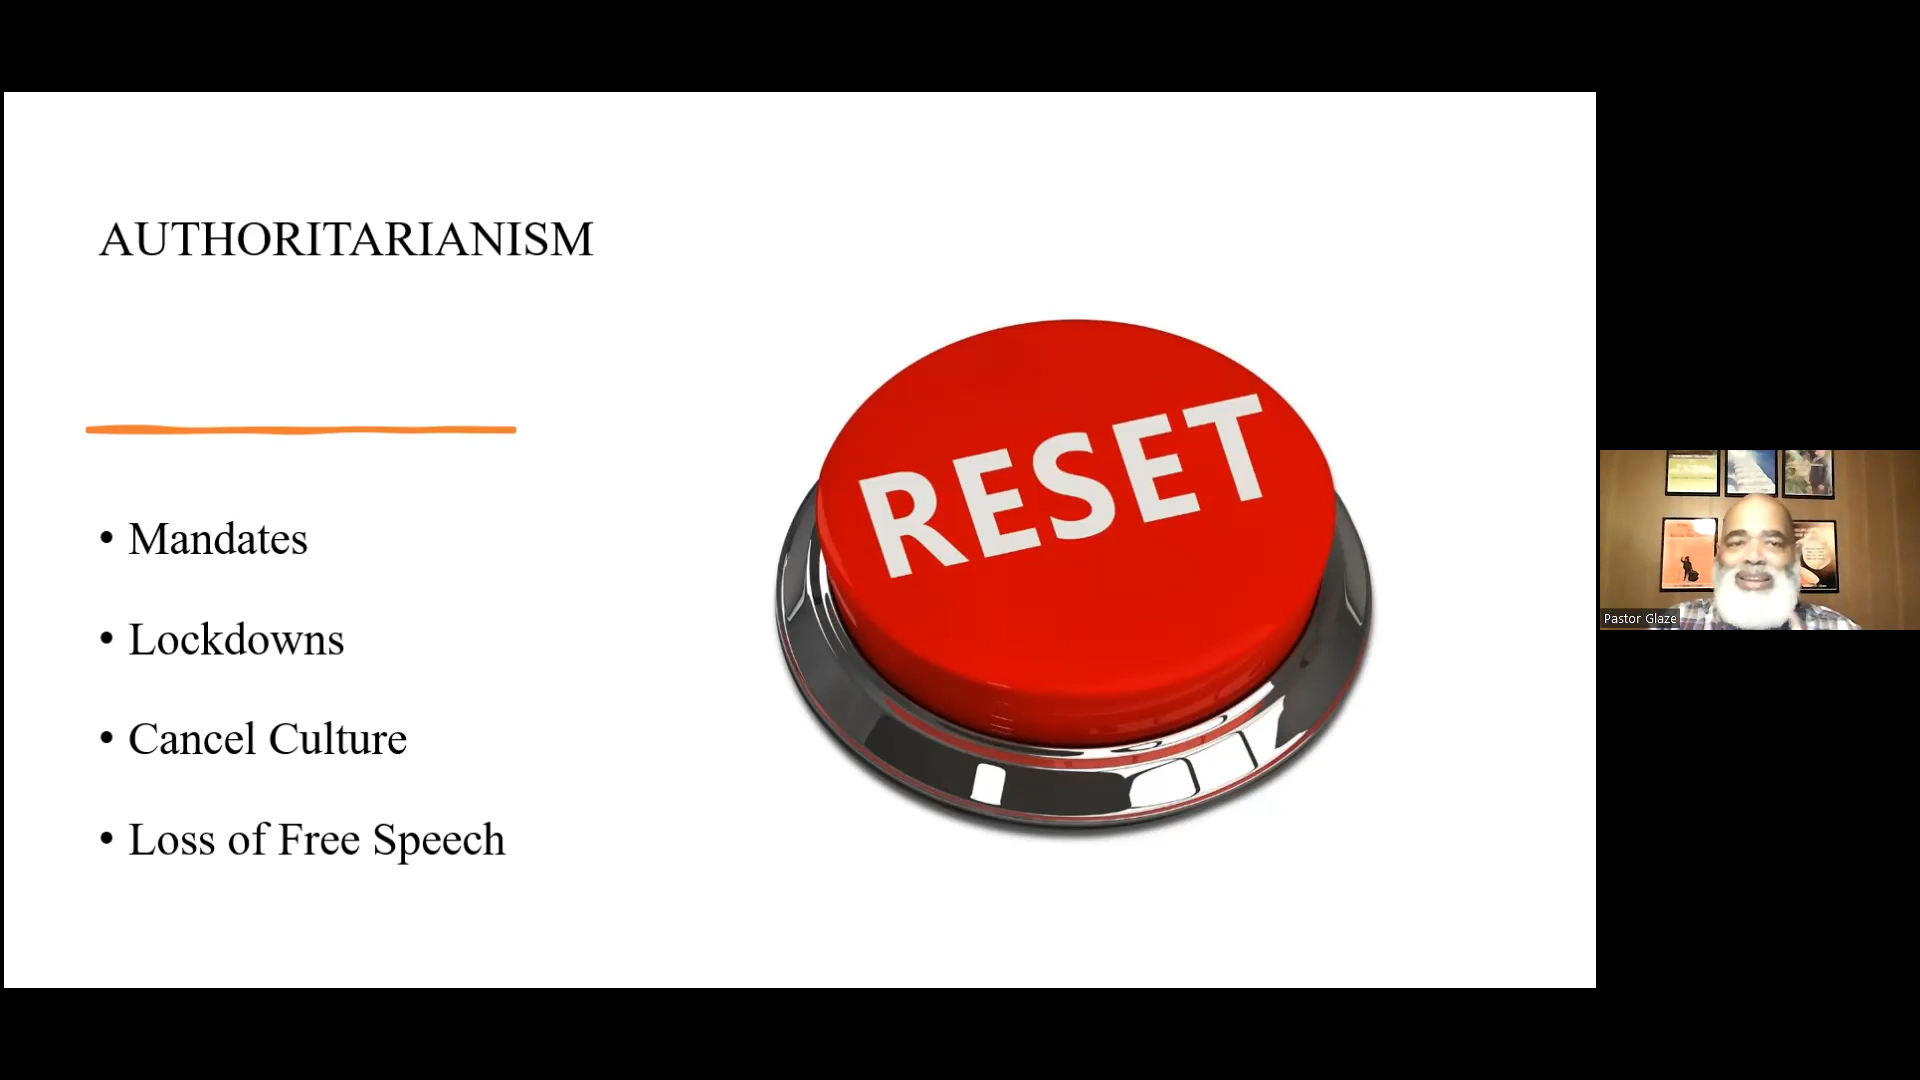 AUTHORITARIANISM
• Mandates
• Lockdowns
• Cancel Culture
• Loss of Free Speech
RESET
Pastor Glaze